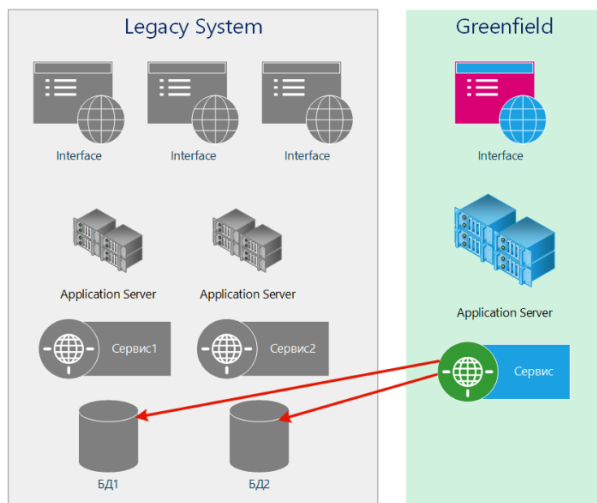 Legacy System
Greenfield
Interface
Interface
Interface
Interface
Application Server
Application Server
Application Server
Сервис1
Сервис2
Сервис
БД1
БД2